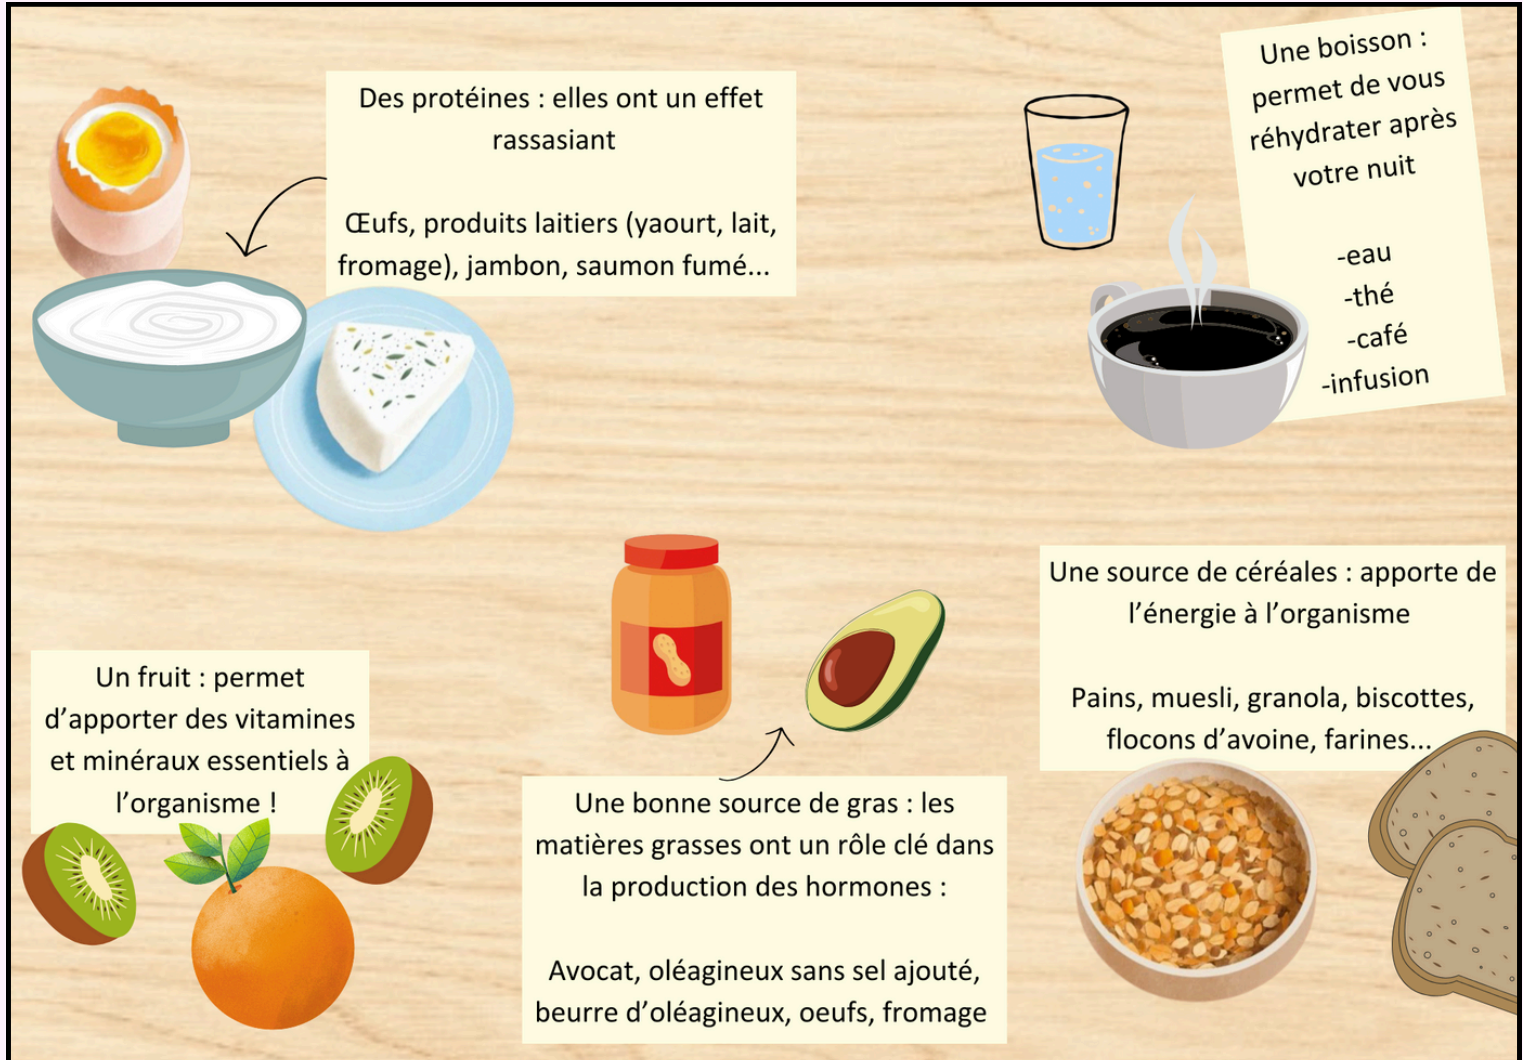 Des protéines : elles ont un effet
rassasiant
Œufs, produits laitiers (yaourt, lait,
fromage), jambon, saumon fumé...
Une boisson :
permet de vous
réhydrater après
votre nuit
-eau
-thé
-café
-infusion
Un fruit : permet
d’apporter des vitamines
et minéraux essentiels à
l’organisme !
Une bonne source de gras : les
matières grasses ont un rôle clé dans
la production des hormones :
Avocat, oléagineux sans sel ajouté,
beurre d’oléagineux, oeufs, fromage
Une source de céréales : apporte de
l’énergie à l’organisme
Pains, muesli, granola, biscottes,
flocons d’avoine, farines...